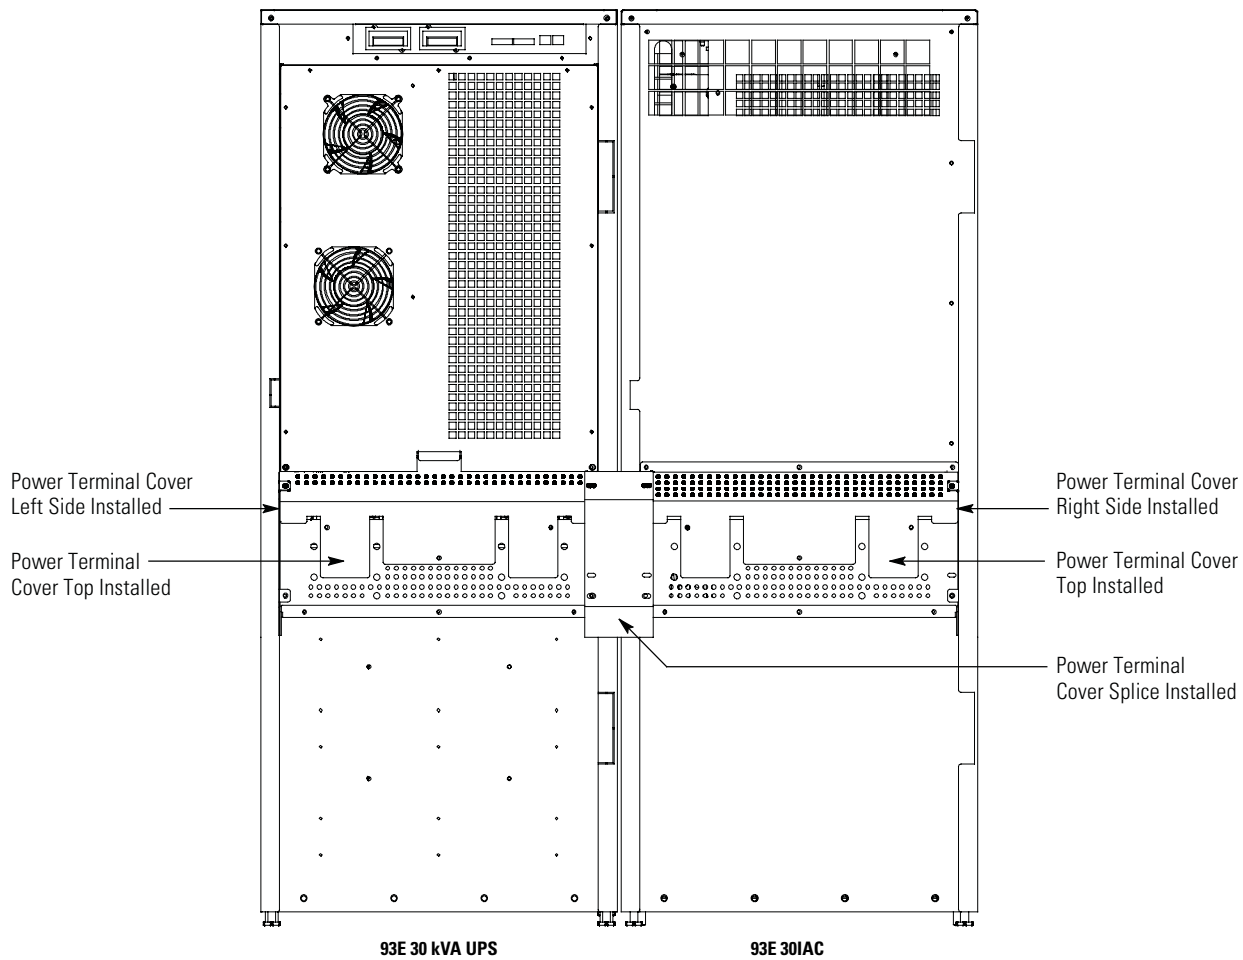 Power Terminal Cover
Left Side Installed
Power Terminal
Cover Top Installed
Power Terminal Cover
Right Side Installed
Power Terminal Cover
Top Installed
Power Terminal
Cover Splice Installed
93E 30 kVA UPS
93E 30IAC